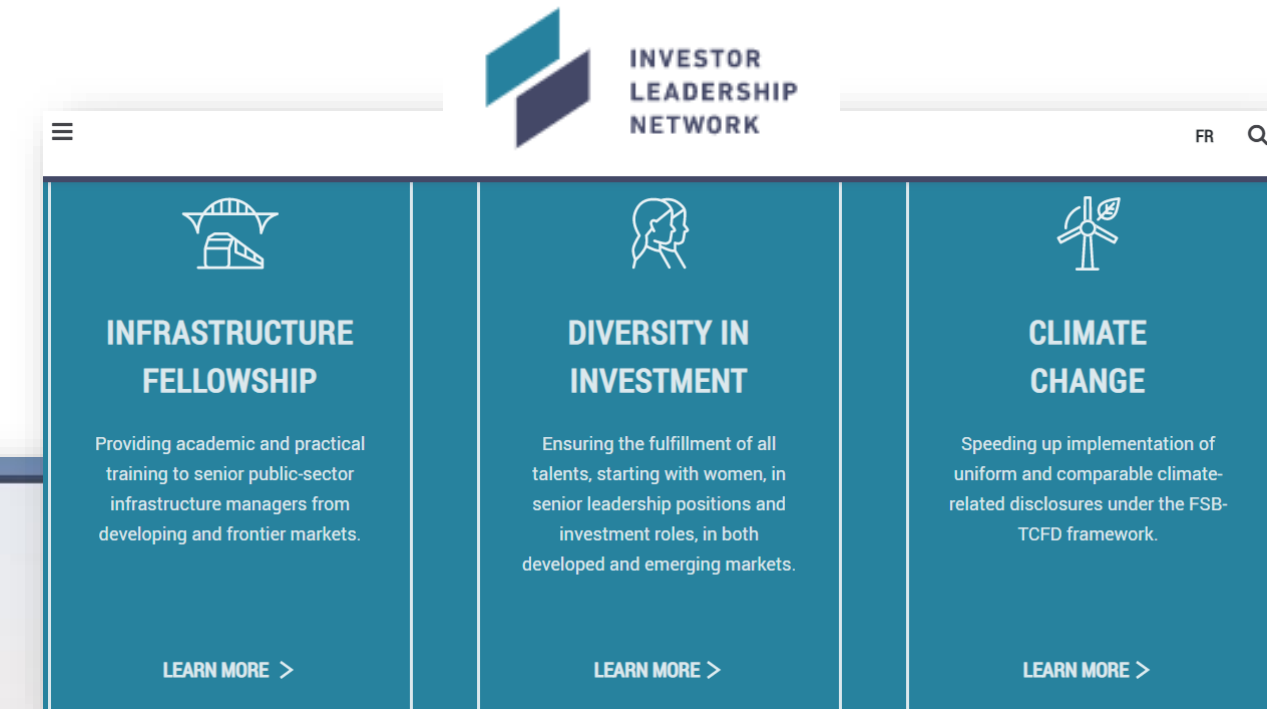 INVESTOR
LEADERSHIP
NETWORK
FR
INFRASTRUCTURE
FELLOWSHIP
Providing academic and practical
training to senior public-sector
infrastructure managers from
developing and frontier markets.
LEARN MORE >
DIVERSITY IN
INVESTMENT
Ensuring the fulfillment of all
talents, starting with women, in
senior leadership positions and
investment roles, in both
developed and emerging markets.
LEARN MORE >
CLIMATE
CHANGE
Speeding up implementation of
uniform and comparable climate-
related disclosures under the FSB-
TCFD framework.
LEARN MORE >